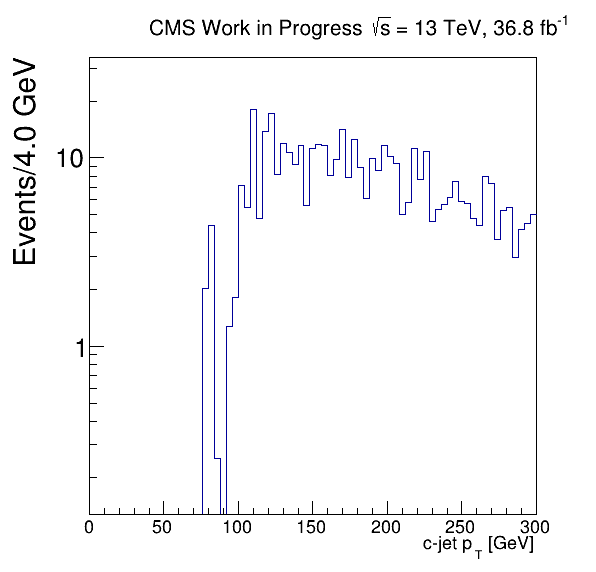 CMS Work in Progress √s = 13 TeV, 36.8 fb⁻¹
Events/4.0 GeV
10
1
0 50 100 150 200 250 300
c-jet p_T [GeV]